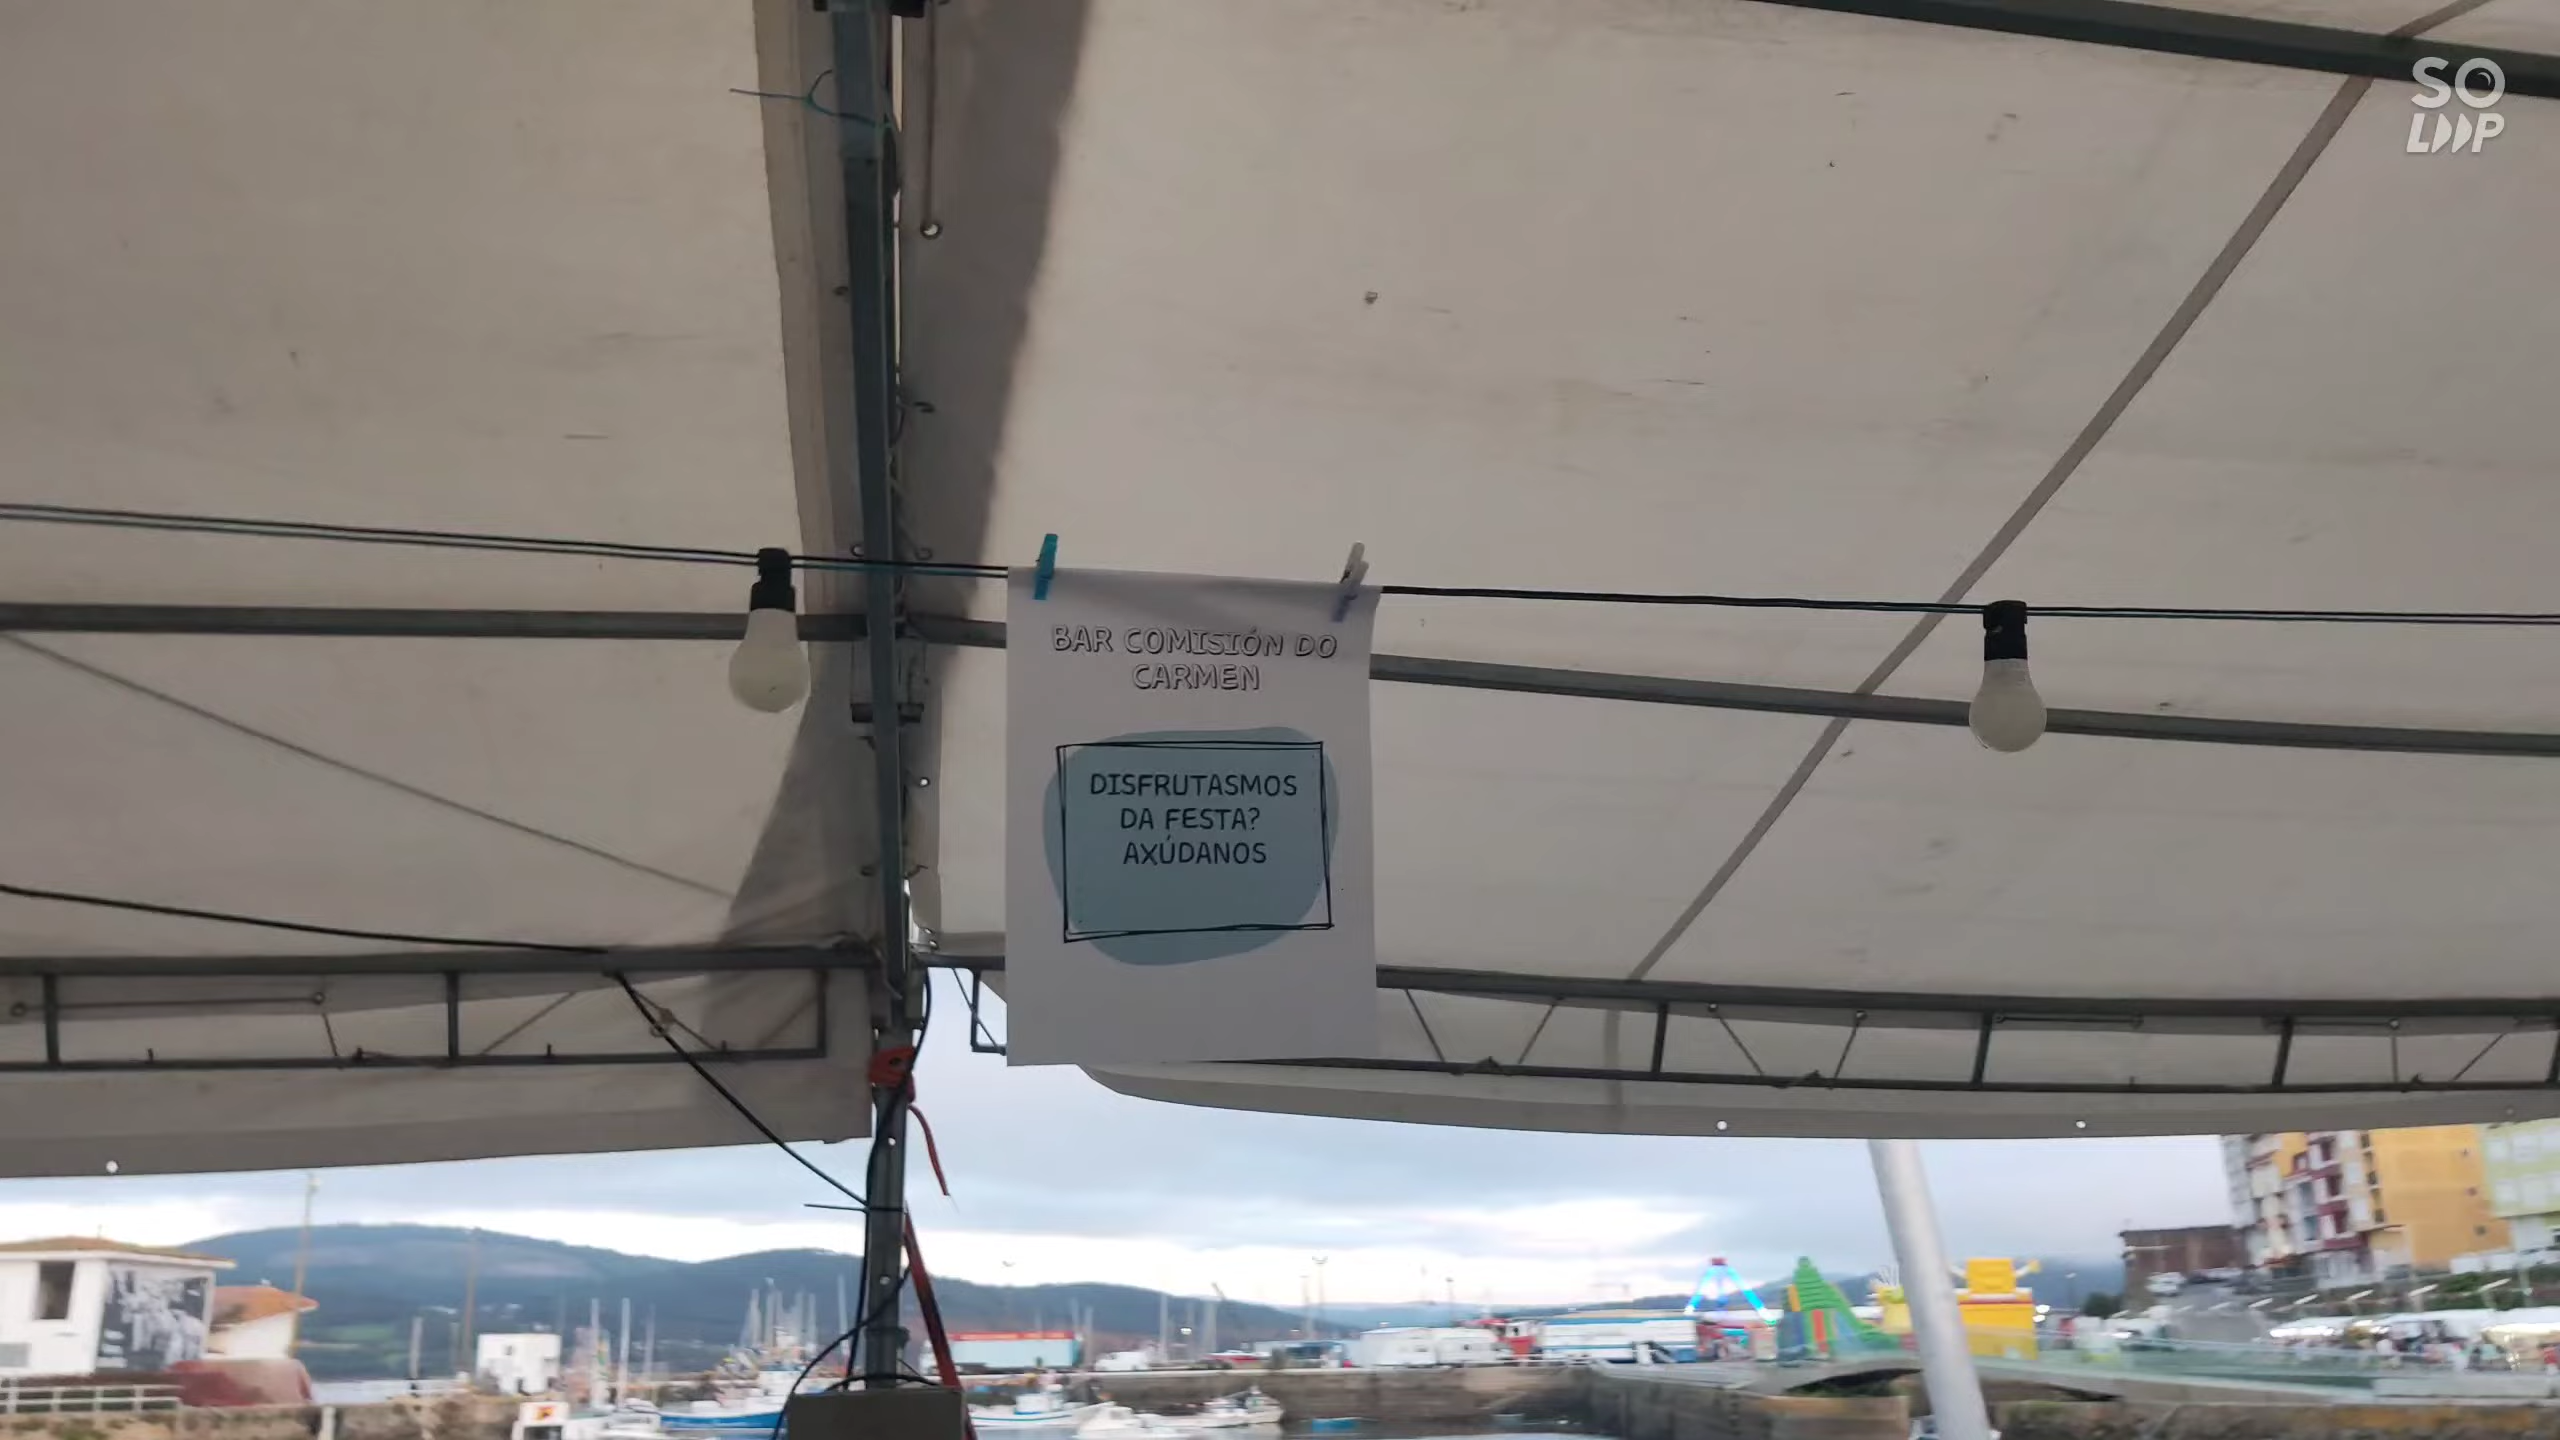 SO
LOOP
BAR COMISIÓN DO
CARMEN
DISFRUTASMOS
DA FESTA?
AXÚDANOS